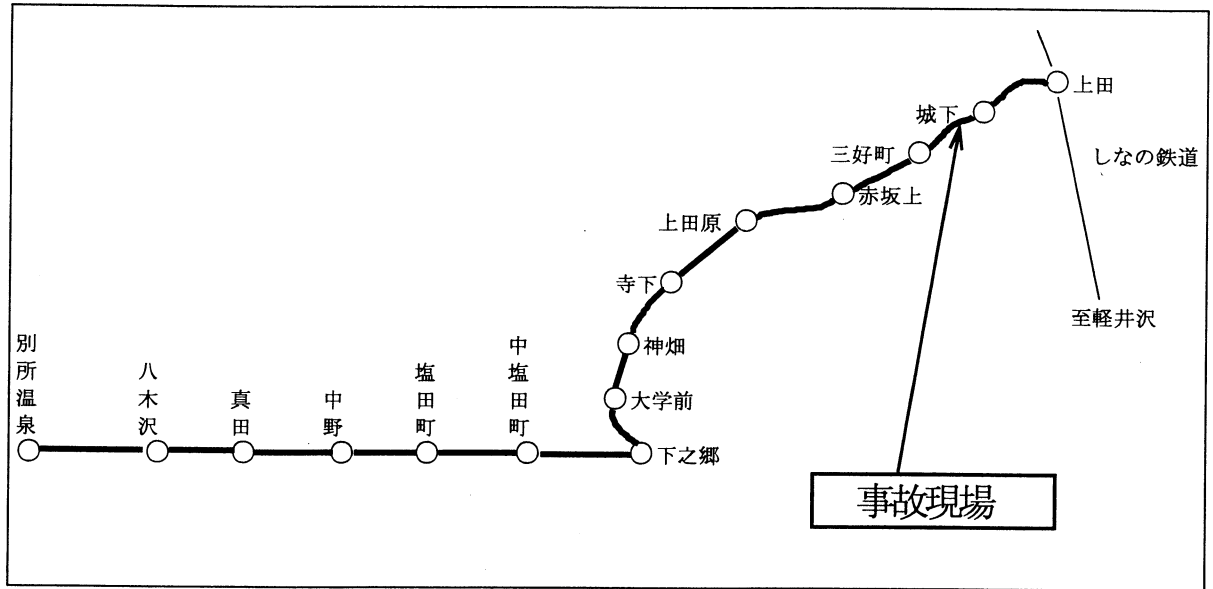 上田
城下
しなの鉄道
三好町
赤坂上
上田原
寺下
至軽井沢
神畑
別所温泉
八木沢
真田
中野
塩田町
中塩田町
大学前
下之郷
事故現場